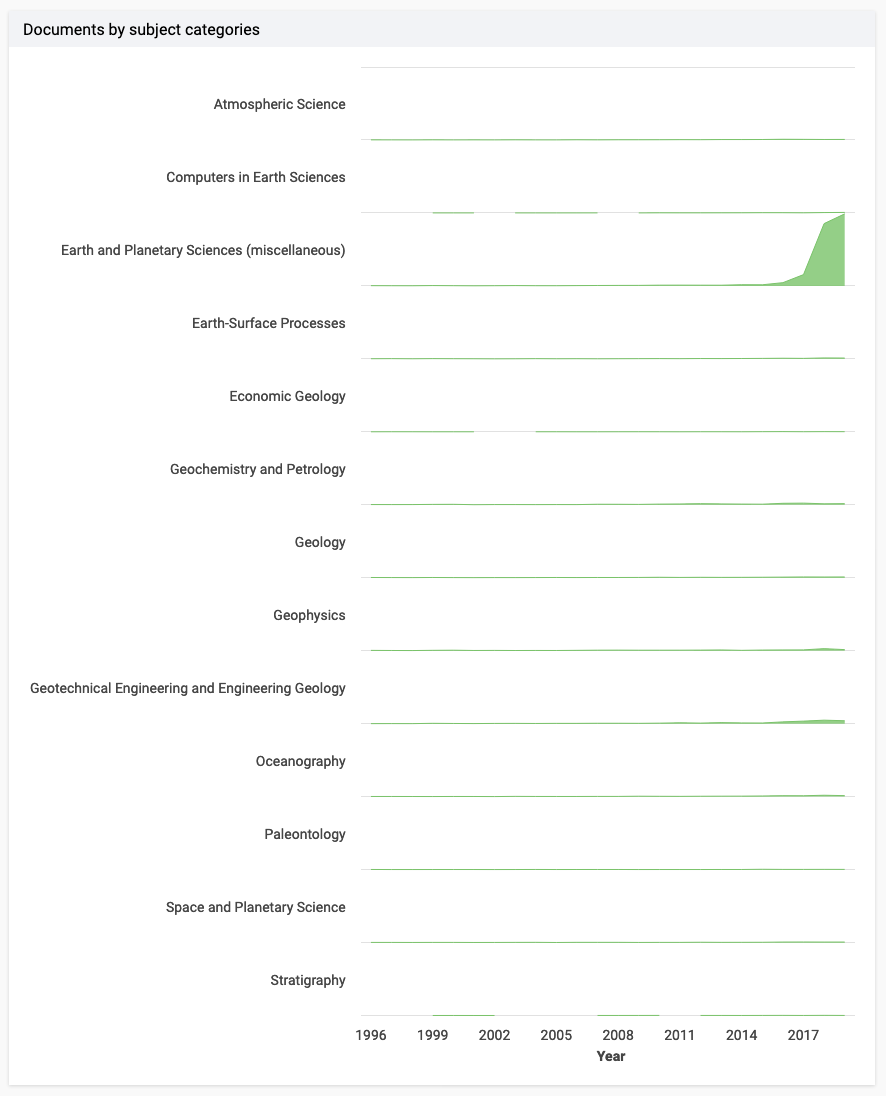 Documents by subject categories
Atmospheric Science
Computers in Earth Sciences
Earth and Planetary Sciences (miscellaneous)
Earth-Surface Processes
Economic Geology
Geochemistry and Petrology
Geology
Geophysics
Geotechnical Engineering and Engineering Geology
Oceanography
Paleontology
Space and Planetary Science
Stratigraphy
1996 1999 2002 2005 2008 2011 2014 2017
Year